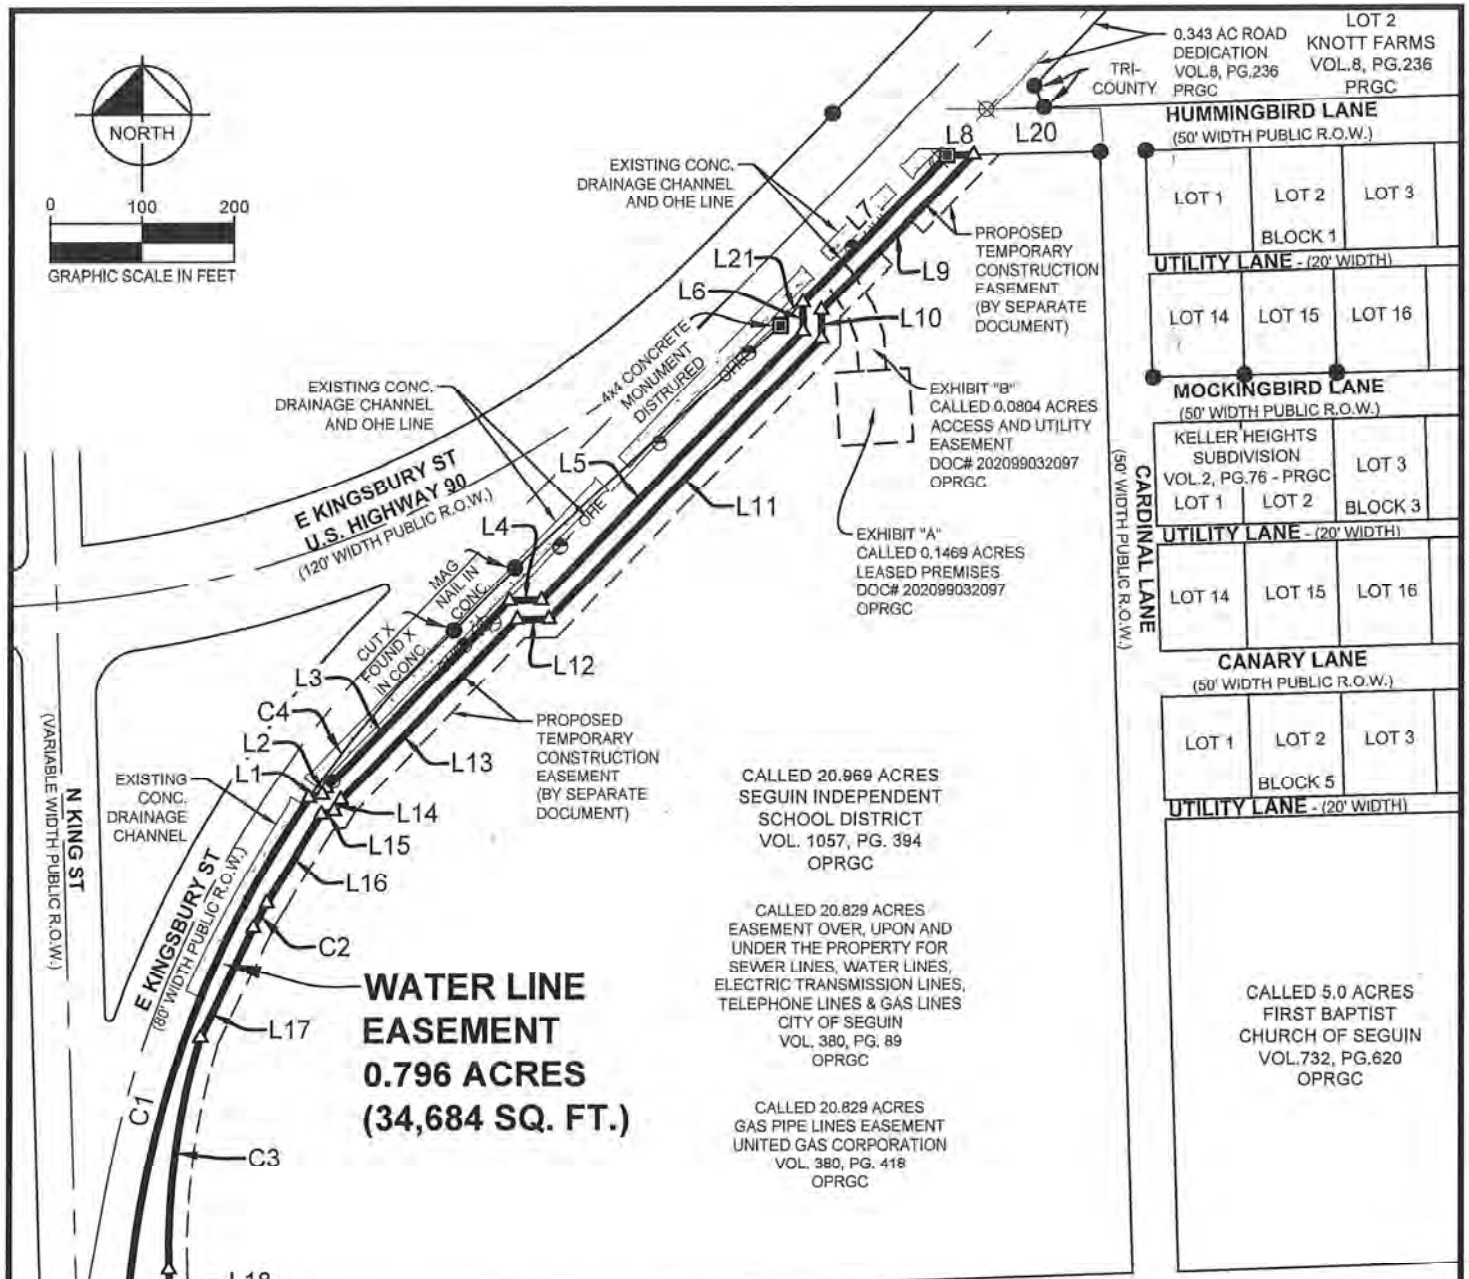 0.343 AC ROAD
DEDICATION
VOL.8, PG.236
PRGC
LOT 2
KNOTT FARMS
VOL.8, PG.236
PRGC
TRI-
COUNTY
NORTH
0 100 200
GRAPHIC SCALE IN FEET
HUMMINGBIRD LANE
(50' WIDTH PUBLIC R.O.W.)
L8
L20
EXISTING CONC.
DRAINAGE CHANNEL
AND OHE LINE
L7
LOT 1
LOT 2
LOT 3
BLOCK 1
UTILITY LANE - (20' WIDTH)
PROPOSED
TEMPORARY
CONSTRUCTION
EASEMENT
(BY SEPARATE
DOCUMENT)
L21
L6
L9
L10
LOT 14
LOT 15
LOT 16
4x4 CONCRETE
MONUMENT
DISTRURED
OHE
EXISTING CONC.
DRAINAGE CHANNEL
AND OHE LINE
EXHIBIT "B"
CALLED 0.0804 ACRES
ACCESS AND UTILITY
EASEMENT
DOC# 202099032097
OPRGC
MOCKINGBIRD LANE
(50' WIDTH PUBLIC R.O.W.)
KELLER HEIGHTS
SUBDIVISION
VOL.2, PG.76 - PRGC
LOT 1
LOT 2
LOT 3
BLOCK 3
UTILITY LANE - (20' WIDTH)
E KINGSBURY ST
U.S. HIGHWAY 90
(120' WIDTH PUBLIC R.O.W.)
L5
L11
OHE
L4
EXHIBIT "A"
CALLED 0.1469 ACRES
LEASED PREMISES
DOC# 202099032097
OPRGC
CARDINAL LANE
(50' WIDTH PUBLIC R.O.W.)
LOT 14
LOT 15
LOT 16
MAG
NAIL IN
CONC.
CUT X
FOUND X
IN CONC.
L12
CANARY LANE
(50' WIDTH PUBLIC R.O.W.)
L3
C4
L2
L1
PROPOSED
TEMPORARY
CONSTRUCTION
EASEMENT
(BY SEPARATE
DOCUMENT)
L13
L14
L15
L16
LOT 1
LOT 2
LOT 3
BLOCK 5
UTILITY LANE - (20' WIDTH)
EXISTING
CONC.
DRAINAGE
CHANNEL
N KING ST
(VARIABLE WIDTH PUBLIC R.O.W.)
E KINGSBURY ST
(80' WIDTH PUBLIC R.O.W.)
CALLED 20.969 ACRES
SEGUIN INDEPENDENT
SCHOOL DISTRICT
VOL. 1057, PG. 394
OPRGC
C2
CALLED 20.829 ACRES
EASEMENT OVER, UPON AND
UNDER THE PROPERTY FOR
SEWER LINES, WATER LINES,
ELECTRIC TRANSMISSION LINES,
TELEPHONE LINES & GAS LINES
CITY OF SEGUIN
VOL. 380, PG. 89
OPRGC
WATER LINE
EASEMENT
0.796 ACRES
(34,684 SQ. FT.)
L17
CALLED 5.0 ACRES
FIRST BAPTIST
CHURCH OF SEGUIN
VOL.732, PG.620
OPRGC
C1
C3
CALLED 20.829 ACRES
GAS PIPE LINES EASEMENT
UNITED GAS CORPORATION
VOL. 380, PG. 418
OPRGC